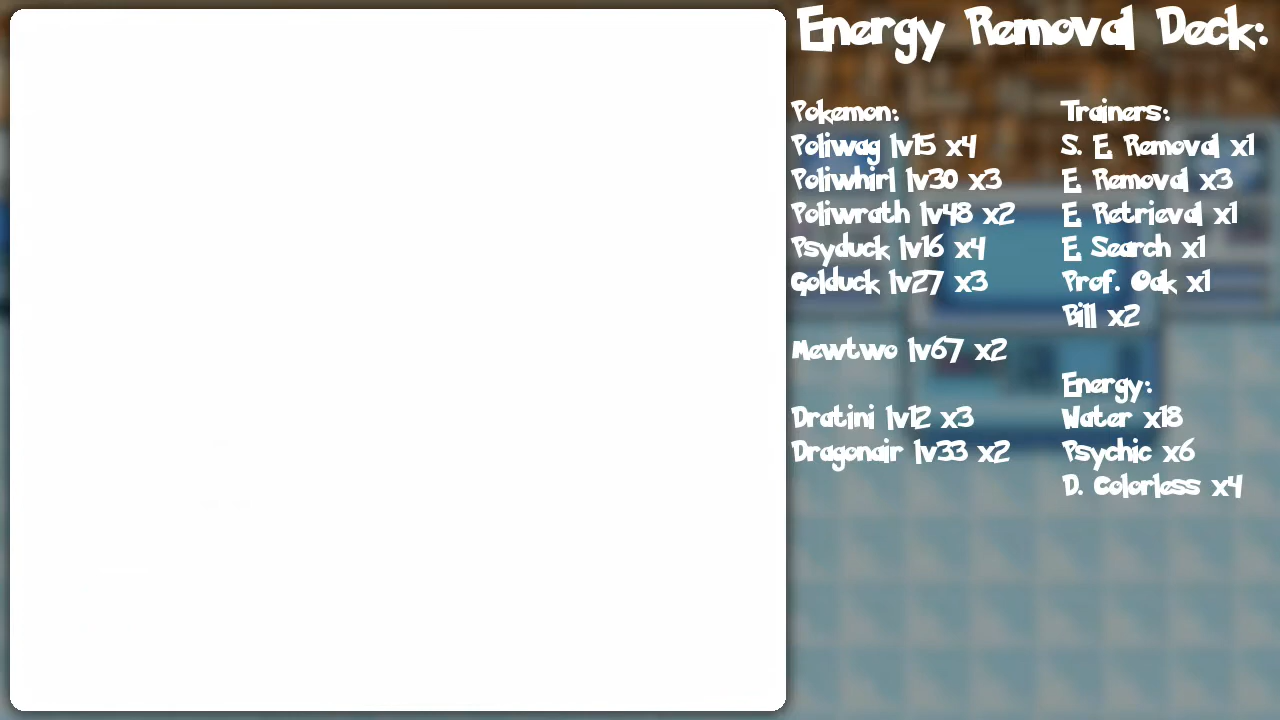 Energy Removal Deck:
Pokemon:
Poliwag lv15 x4
Poliwhirl lv30 x3
Poliwrath lv48 x2
Psyduck lv16 x4
Golduck lv27 x3
Mewtwo lv67 x2
Dratini lv12 x3
Dragonair lv33 x2
Trainers:
S. E. Removal x1
E. Removal x3
E. Retrieval x1
E. Search x1
Prof. Oak x1
Bill x2
Energy:
Water x18
Psychic x6
D. Colorless x4